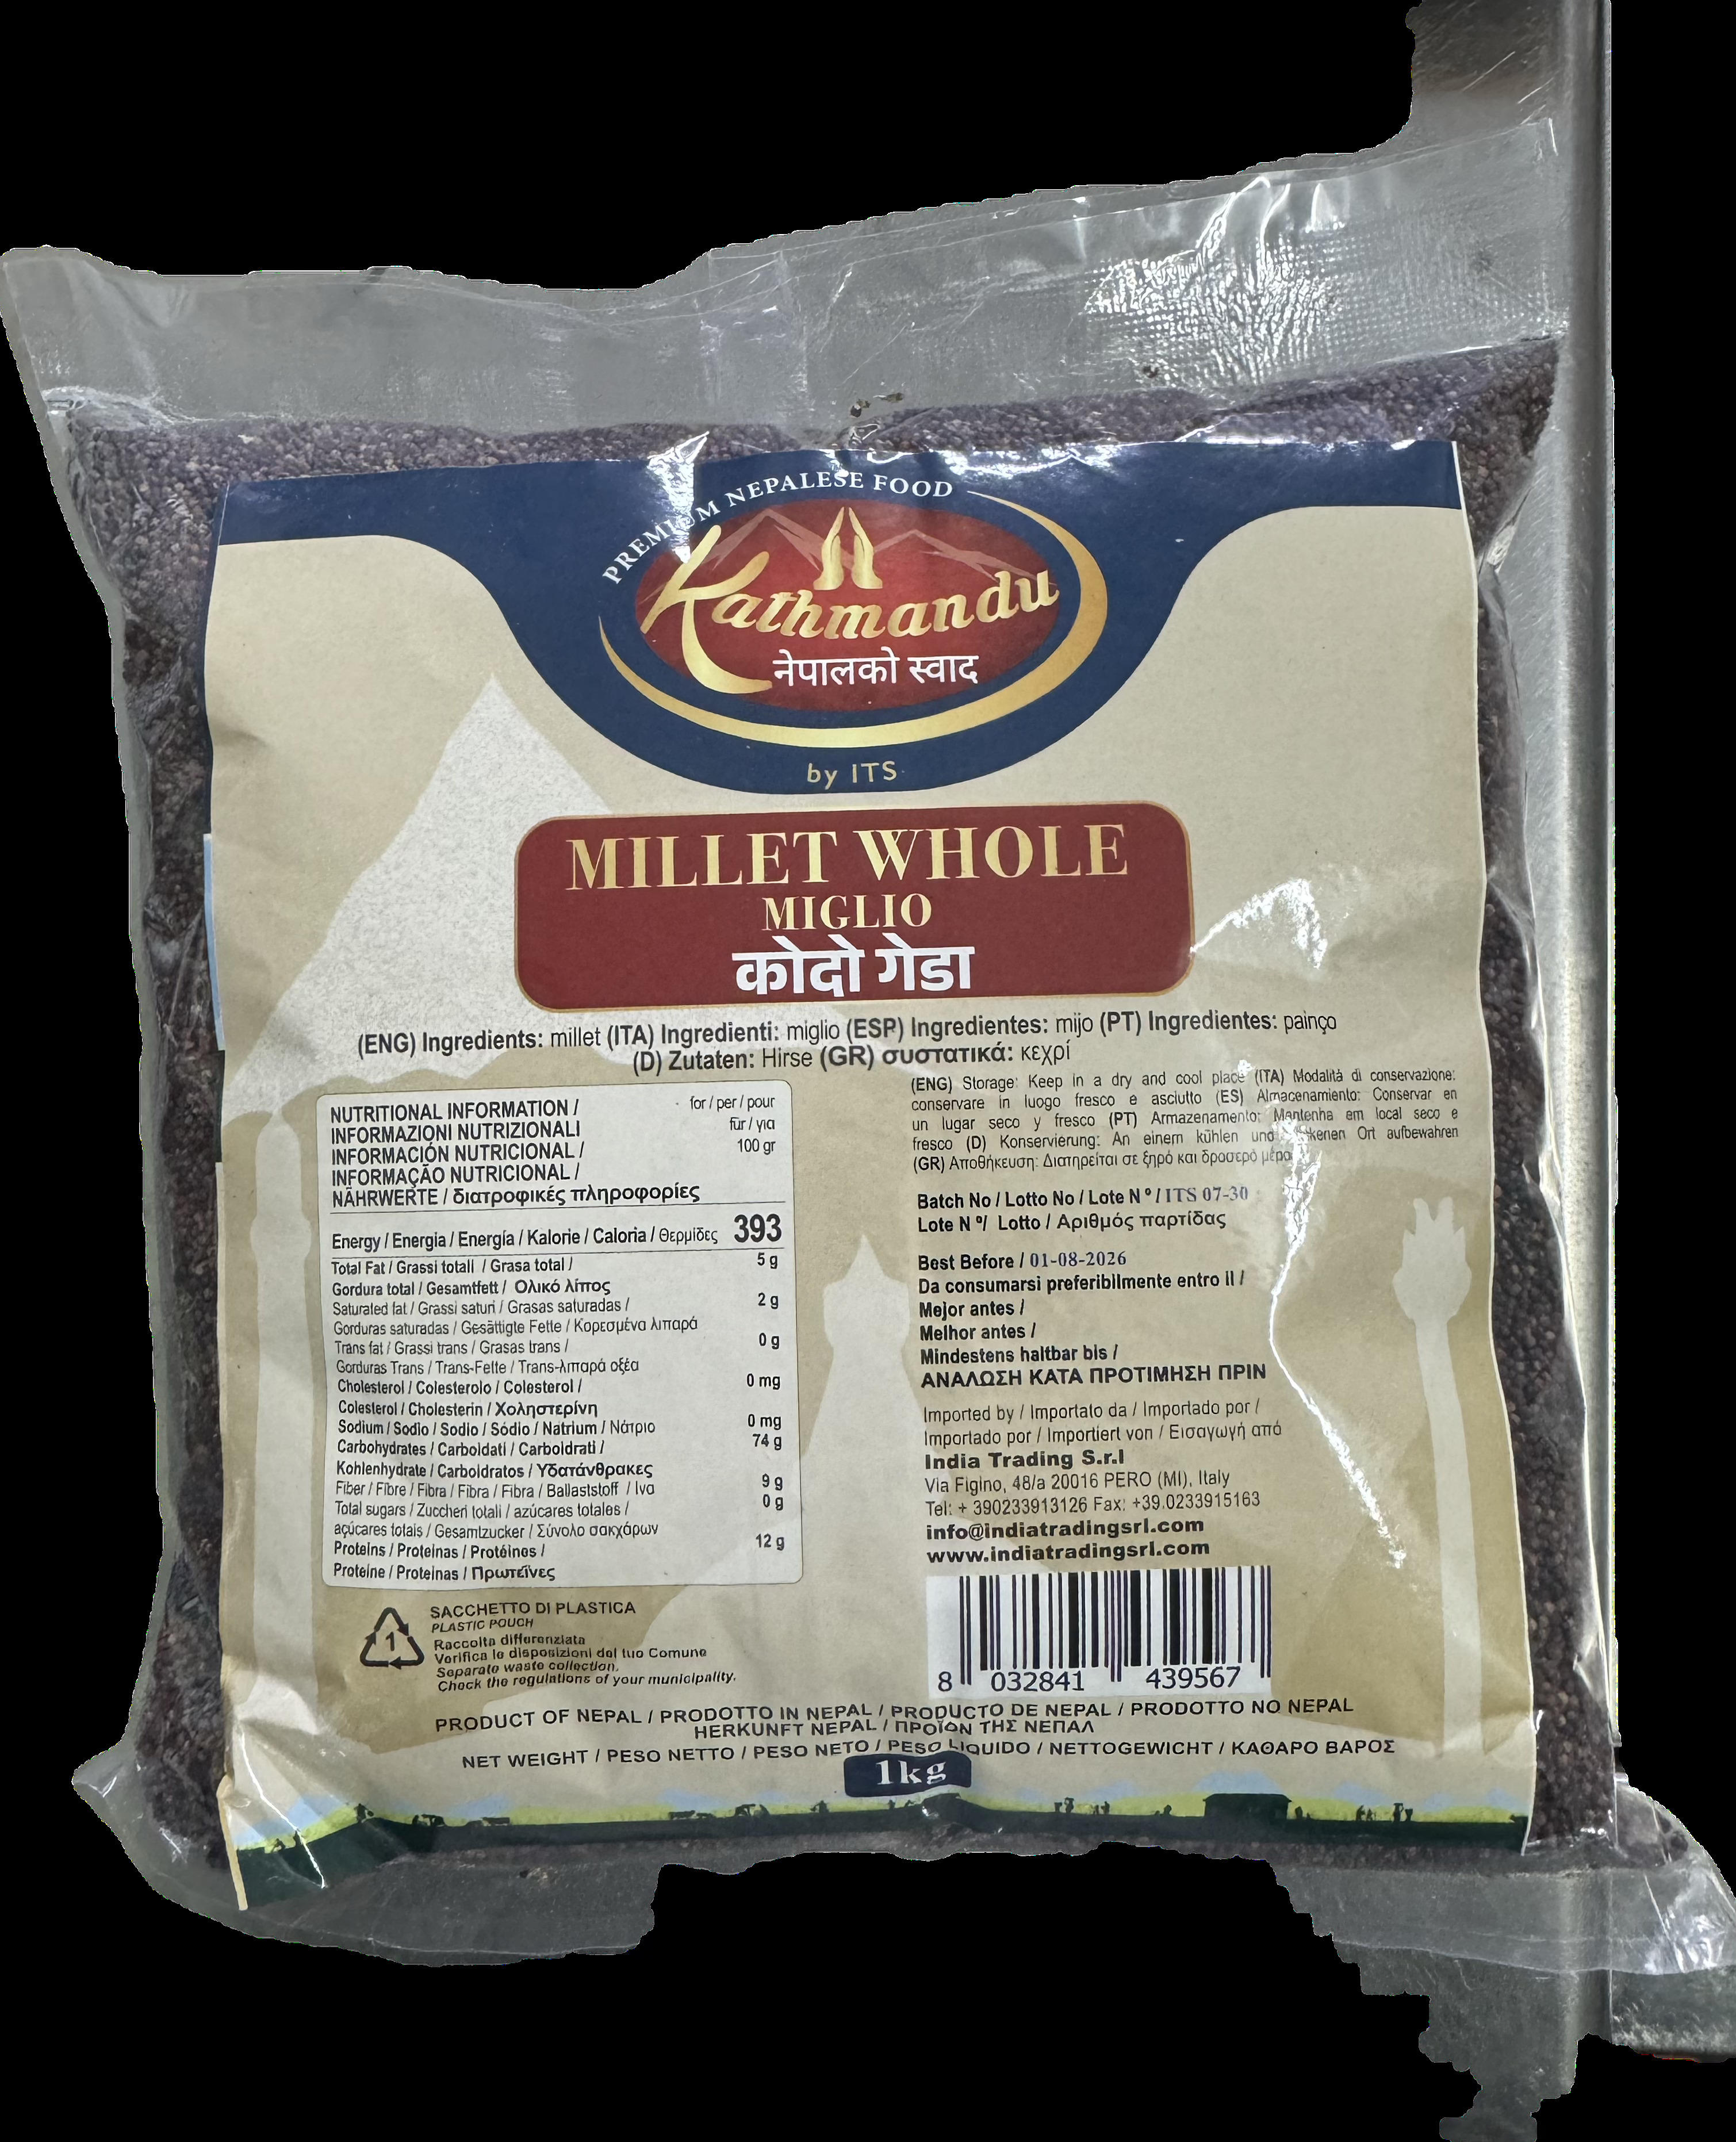 PREMIUM NEPALESE FOOD
Kathmandu
नेपालको स्वाद
by ITS
MILLET WHOLE
MIGLIO
कोदो गेडा
(ENG) Ingredients: millet (ITA) Ingredienti: miglio (ESP) Ingredientes: mijo (PT) Ingredientes: painço
(D) Zutaten: Hirse (GR) συστατικά: κεχρί
NUTRITIONAL INFORMATION / for / per / pour
INFORMAZIONI NUTRIZIONALI für / για
INFORMACIÓN NUTRICIONAL / 100 gr
INFORMAÇÃO NUTRICIONAL /
NÄHRWERTE / διατροφικές πληροφορίες
Energy / Energia / Energía / Kalorie / Caloria / Θερμίδες 393
Total Fat / Grassi totali / Grasa total / 5 g
Gordura total / Gesamtfett / Ολικό λίπος
Saturated fat / Grassi saturi / Grasas saturadas / 2 g
Gorduras saturadas / Gesättigte Fette / Κορεσμένα λιπαρά
Trans fat / Grassi trans / Grasas trans / 0 g
Gorduras Trans / Trans-Fette / Trans-λιπαρά οξέα
Cholesterol / Colesterolo / Colesterol / 0 mg
Colesterol / Cholesterin / Χοληστερίνη
Sodium / Sodio / Sodio / Sódio / Natrium / Νάτριο 0 mg
Carbohydrates / Carboidati / Carboidrati / 74 g
Kohlenhydrate / Carboidratos / Υδατάνθρακες
Fiber / Fibre / Fibra / Fibra / Fibra / Ballaststoff / Ινα 9 g
Total sugars / Zuccheri totali / azúcares totales / 0 g
açúcares totais / Gesamtzucker / Σύνολο σακχάρων
Proteins / Proteinas / Protéines / 12 g
Proteine / Proteinas / Πρωτεΐνες
1
SACCHETTO DI PLASTICA
PLASTIC POUCH
Raccolta differenziata
Verifica le disposizioni del tuo Comune
Separate waste collection.
Check the regulations of your municipality.
(ENG) Storage: Keep in a dry and cool place (ITA) Modalità di conservazione:
conservare in luogo fresco e asciutto (ES) Almacenamiento: Conservar en
un lugar seco y fresco (PT) Armazenamento: Mantenha em local seco e
fresco (D) Konservierung: An einem kühlen und Ort aufbewahren
(GR) Αποθήκευση: Διατηρείται σε ξηρό και δροσερό μέρο
Batch No / Lotto No / Lote N º / ITS 07-30
Lote N º/ Lotto / Αριθμός παρτίδας
Best Before / 01-08-2026
Da consumarsi preferibilmente entro il /
Mejor antes /
Melhor antes /
Mindestens haltbar bis /
ΑΝΑΛΩΣΗ ΚΑΤΑ ΠΡΟΤΙΜΗΣΗ ΠΡΙΝ
Imported by / Importato da / Importado por /
Importado por / Importiert von / Εισαγωγή από
India Trading S.r.l
Via Figino, 48/a 20016 PERO (MI), Italy
Tel: + 390233913126 Fax: +39.0233915163
info@indiatradingsrl.com
www.indiatradingsrl.com
8 032841 439567
PRODUCT OF NEPAL / PRODOTTO IN NEPAL / PRODUCTO DE NEPAL / PRODOTTO NO NEPAL
HERKUNFT NEPAL / ΠΡΟΪΟΝ ΤΗΣ ΝΕΠΑΛ
NET WEIGHT / PESO NETTO / PESO NETO / PESO LIQUIDO / NETTOGEWICHT / ΚΑΘΑΡΟ ΒΑΡΟΣ
1kg